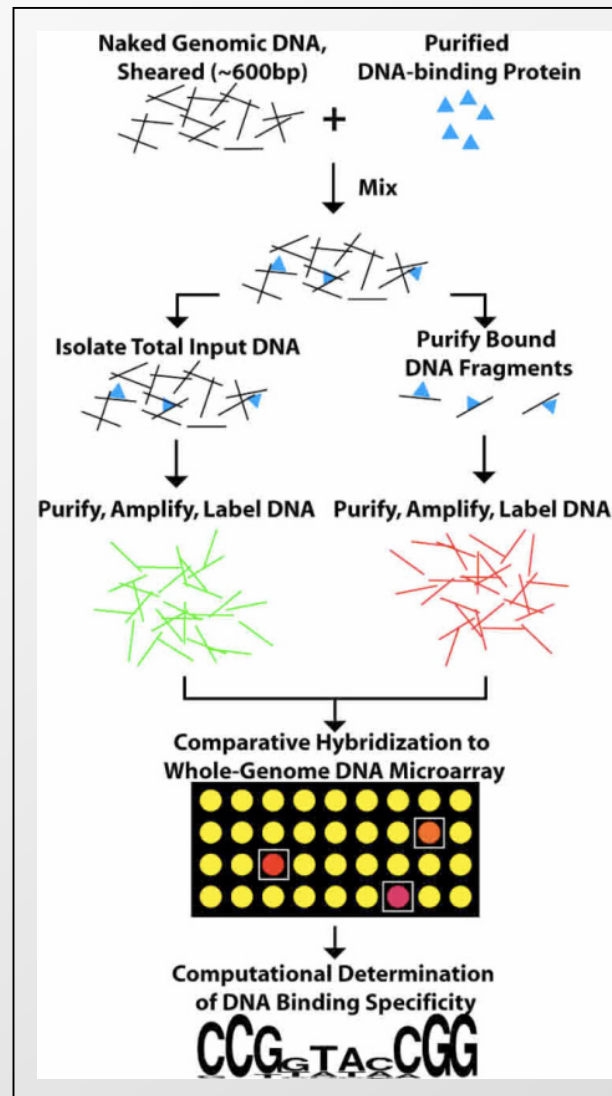 Naked Genomic DNA,
Sheared (~600bp)
Purified
DNA-binding Protein
+
Mix
Isolate Total Input DNA
Purify Bound
DNA Fragments
Purify, Amplify, Label DNA
Purify, Amplify, Label DNA
Comparative Hybridization to
Whole-Genome DNA Microarray
Computational Determination
of DNA Binding Specificity
CCGGTACCGG